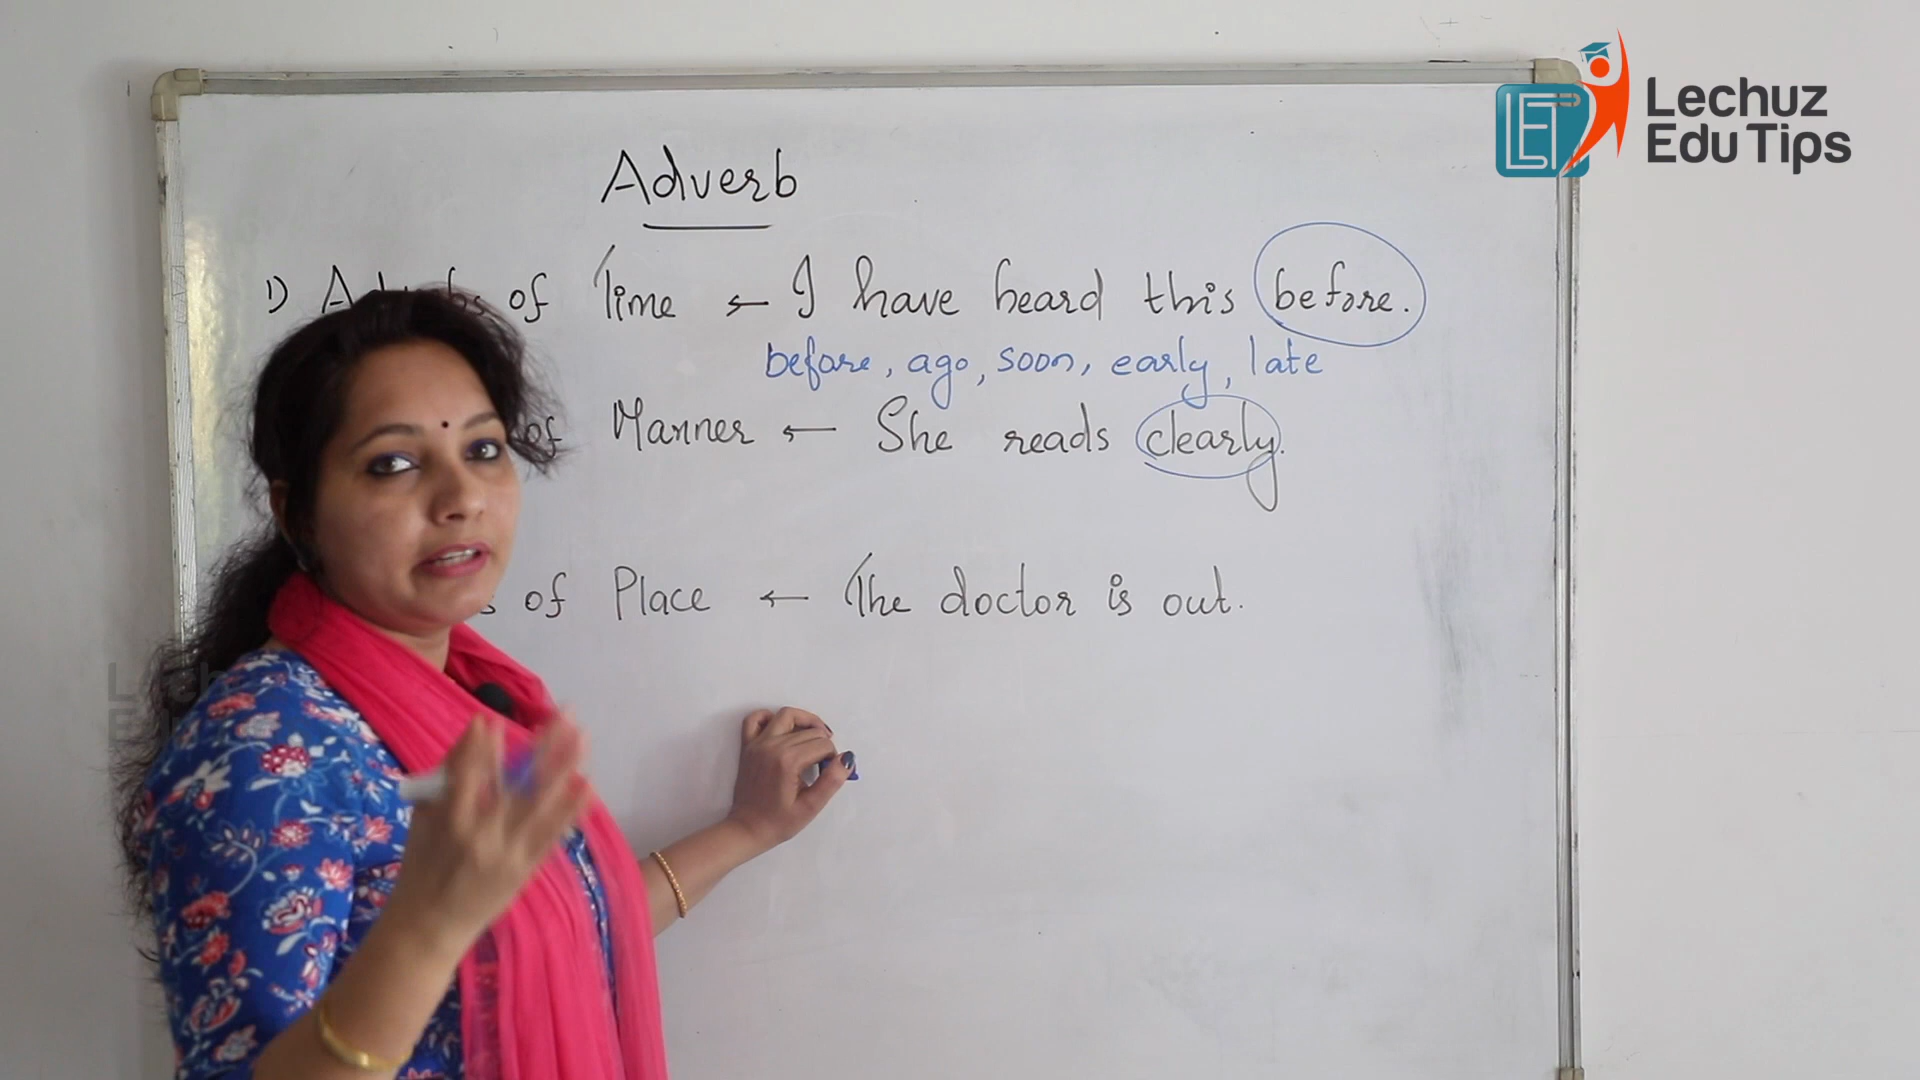 Lechuz
Edu Tips
Adverb
1) of Time ← I have heard this before.
before, ago, soon, early, late
of Manner ← She reads clearly.
of Place ← The doctor is out.